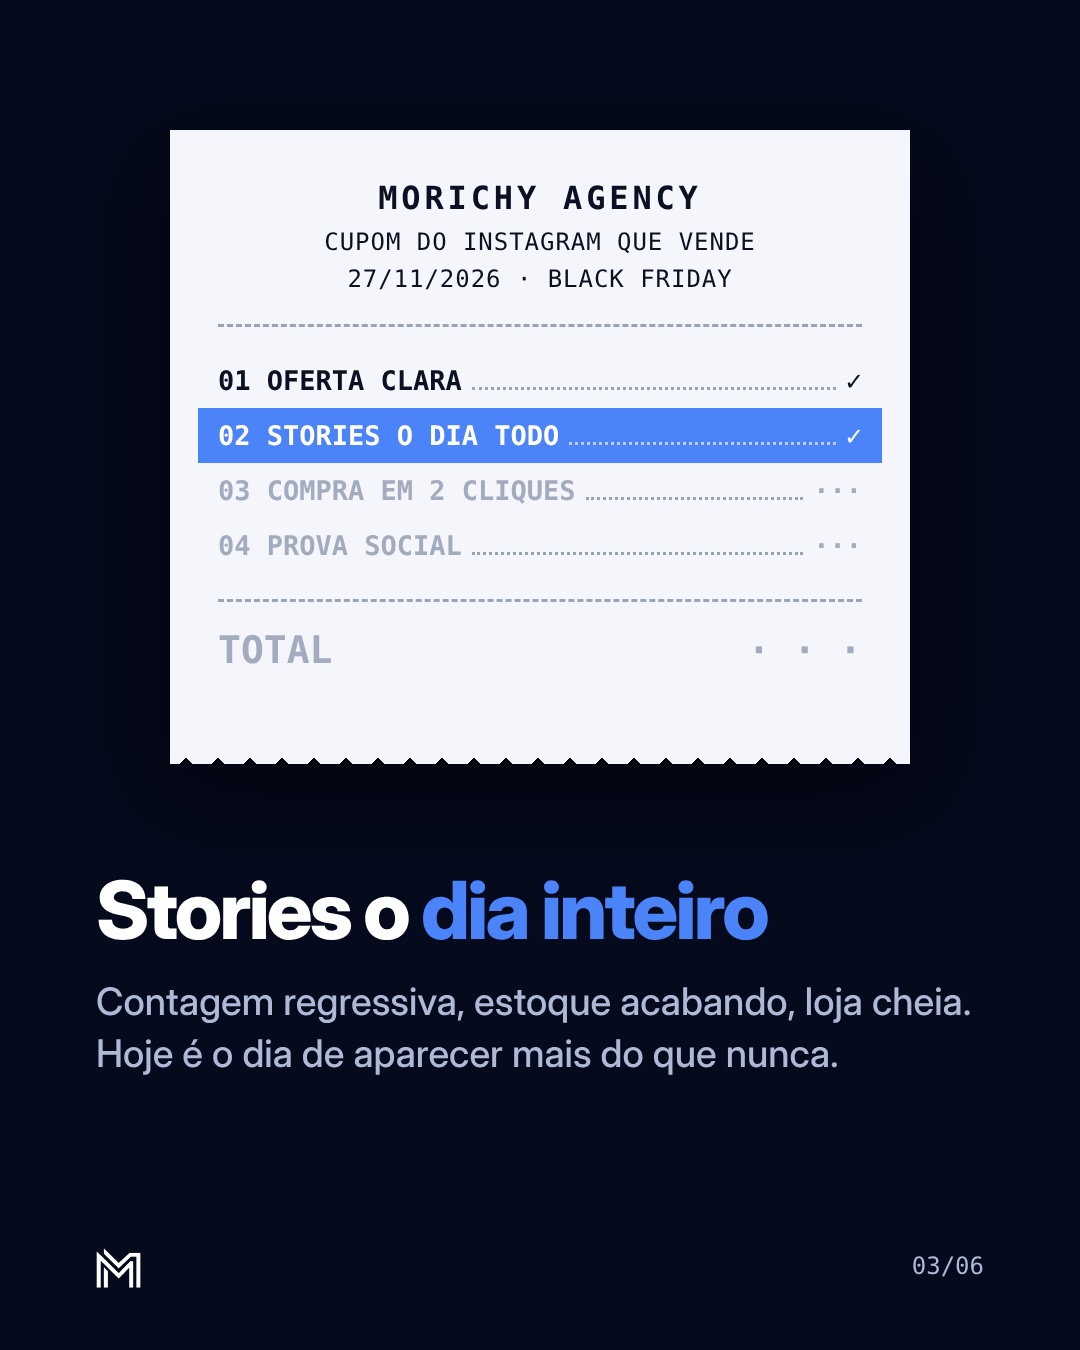 MORICHY AGENCY
CUPOM DO INSTAGRAM QUE VENDE
27/11/2026 · BLACK FRIDAY
01 OFERTA CLARA ✓
02 STORIES O DIA TODO ✓
03 COMPRA EM 2 CLIQUES ···
04 PROVA SOCIAL ···
TOTAL · · ·
Stories o dia inteiro
Contagem regressiva, estoque acabando, loja cheia.
Hoje é o dia de aparecer mais do que nunca.
03/06